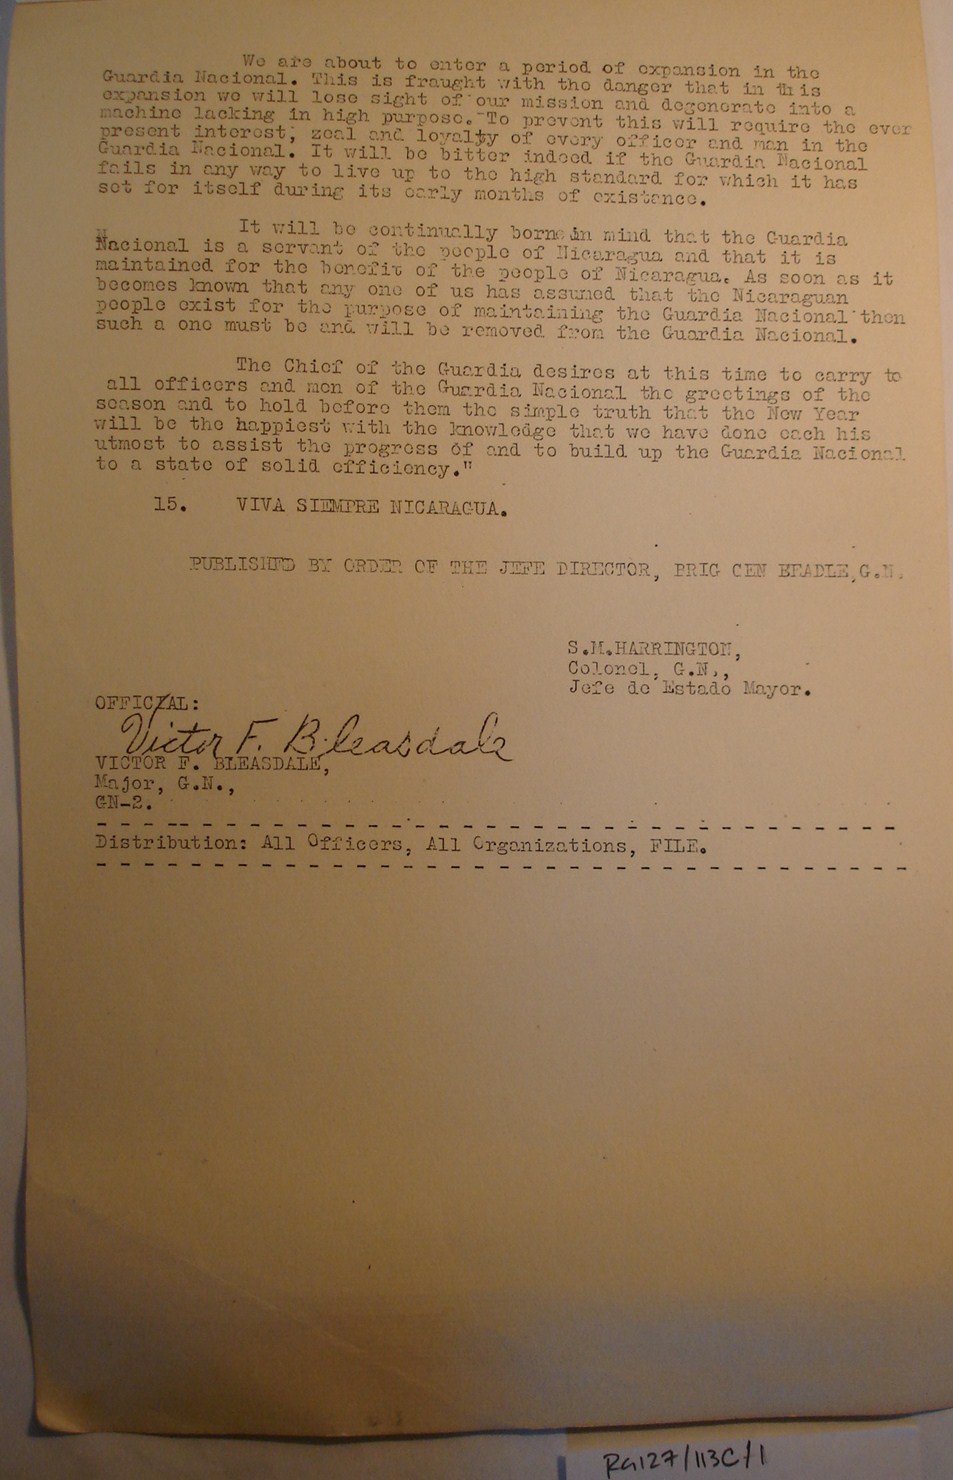 We are about to enter a period of expansion in the
Guardia Nacional. This is fraught with the danger that in this
expansion we will lose sight of our mission and degenerate into a
machine lacking in high purpose. To prevent this will require the ever
present interest, zeal and loyalty of every officer and man in the
Guardia Nacional. It will be bitter indeed if the Guardia Nacional
fails in any way to live up to the high standard for which it has
set for itself during its early months of existence.
It will be continually borne in mind that the Guardia
Nacional is a servant of the people of Nicaragua and that it is
maintained for the benefit of the people of Nicaragua. As soon as it
becomes known that any one of us has assumed that the Nicaraguan
people exist for the purpose of maintaining the Guardia Nacional then
such a one must be and will be removed from the Guardia Nacional.
The Chief of the Guardia desires at this time to carry to
all officers and men of the Guardia Nacional the greetings of the
season and to hold before them the simple truth that the New Year
will be the happiest with the knowledge that we have done each his
utmost to assist the progress of and to build up the Guardia Nacional
to a state of solid efficiency."
15. VIVA SIEMPRE NICARAGUA.
PUBLISHED BY ORDER OF THE JEFE DIRECTOR, BRIG GEN BEADLE, G.N.
S.M.HARRINGTON,
Colonel, G.N.,
Jefe de Estado Mayor.
OFFICIAL:
Victor F. Bleasdale
VICTOR F. BLEASDALE,
Major, G.N.,
GN-2.
Distribution: All Officers, All Organizations, FILE.
RG127/113C/1